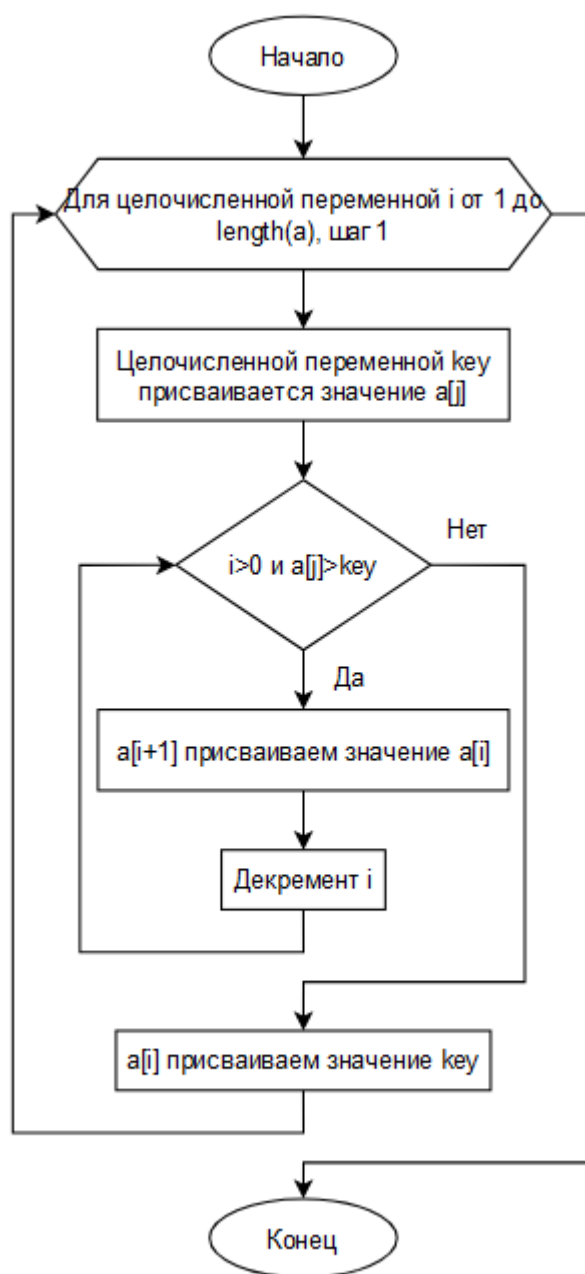 Начало
Для целочисленной переменной i от 1 до
length(a), шаг 1
Целочисленной переменной key
присваивается значение a[j]
Нет
i>0 и a[j]>key
Да
a[i+1] присваиваем значение a[i]
Декремент i
a[i] присваиваем значение key
Конец